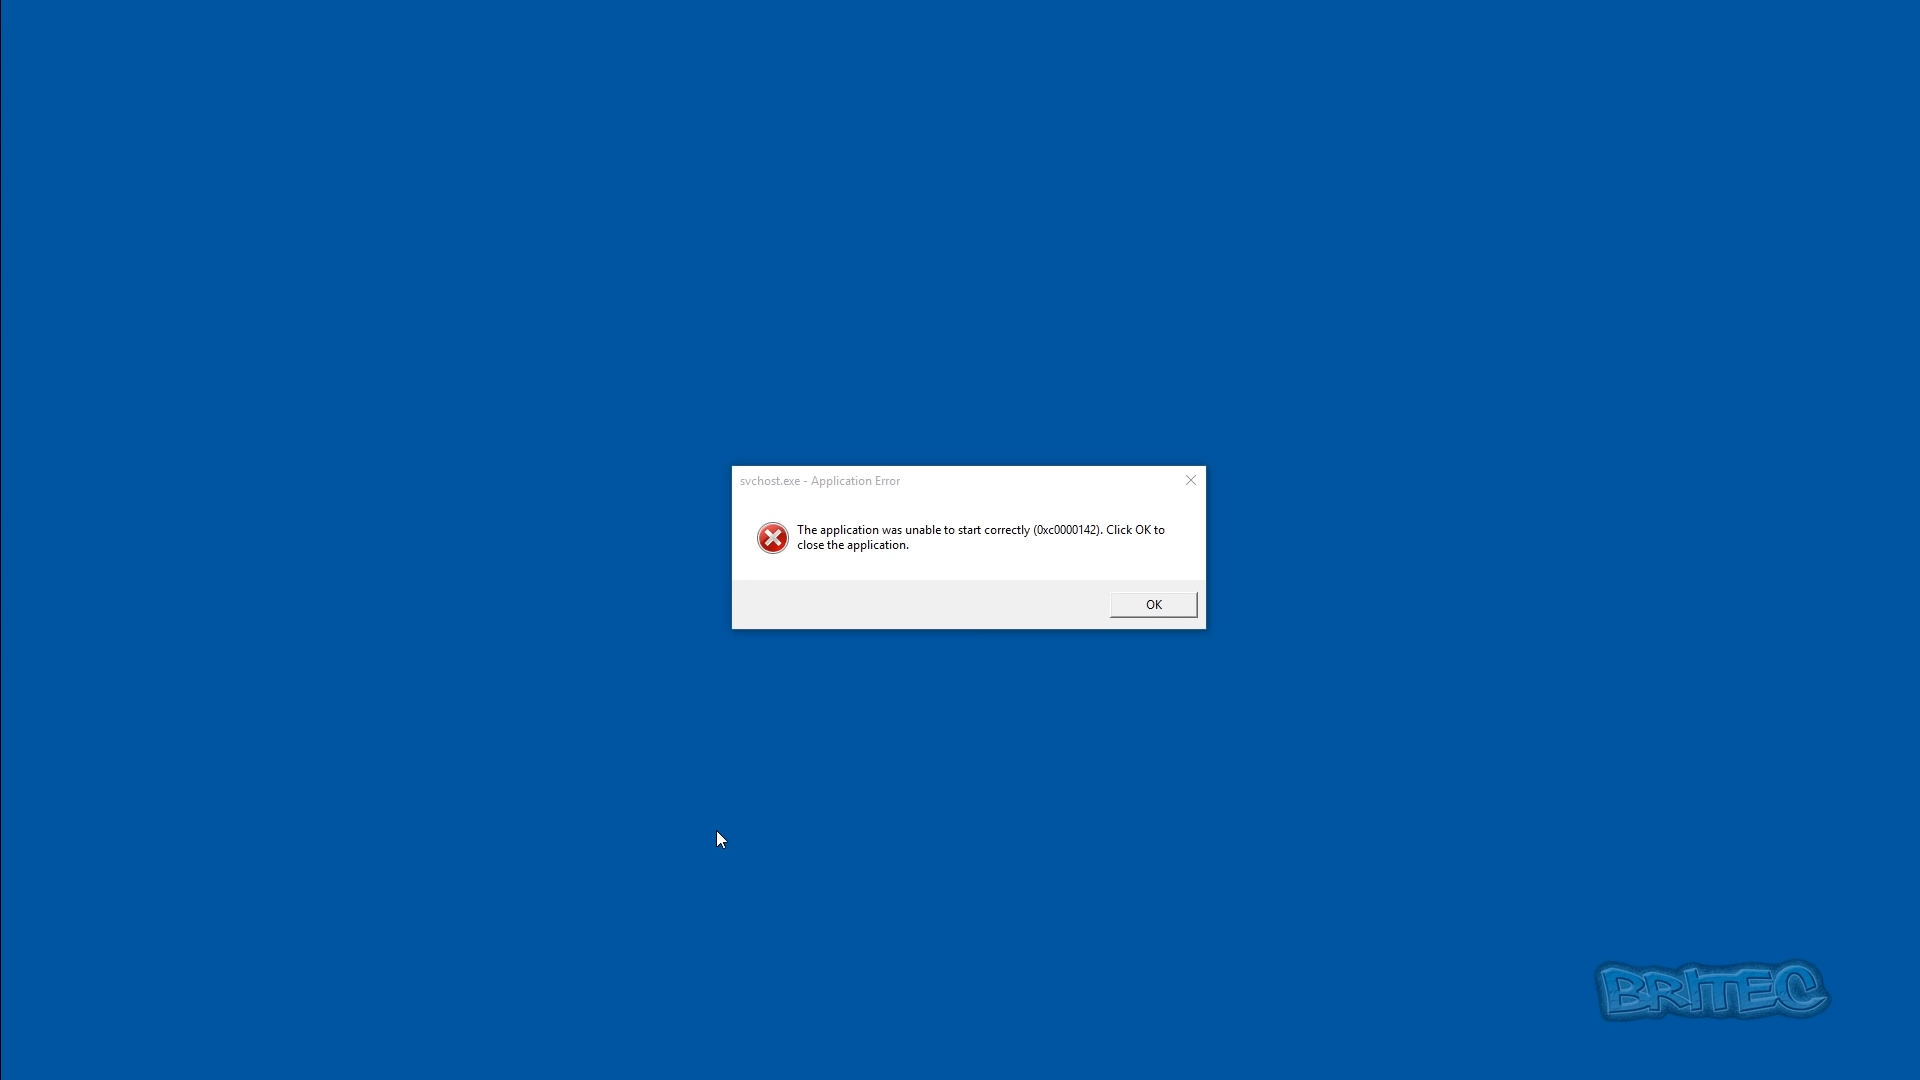 svchost.exe - Application Error
The application was unable to start correctly (0xc0000142). Click OK to
close the application.
OK
BRITEC